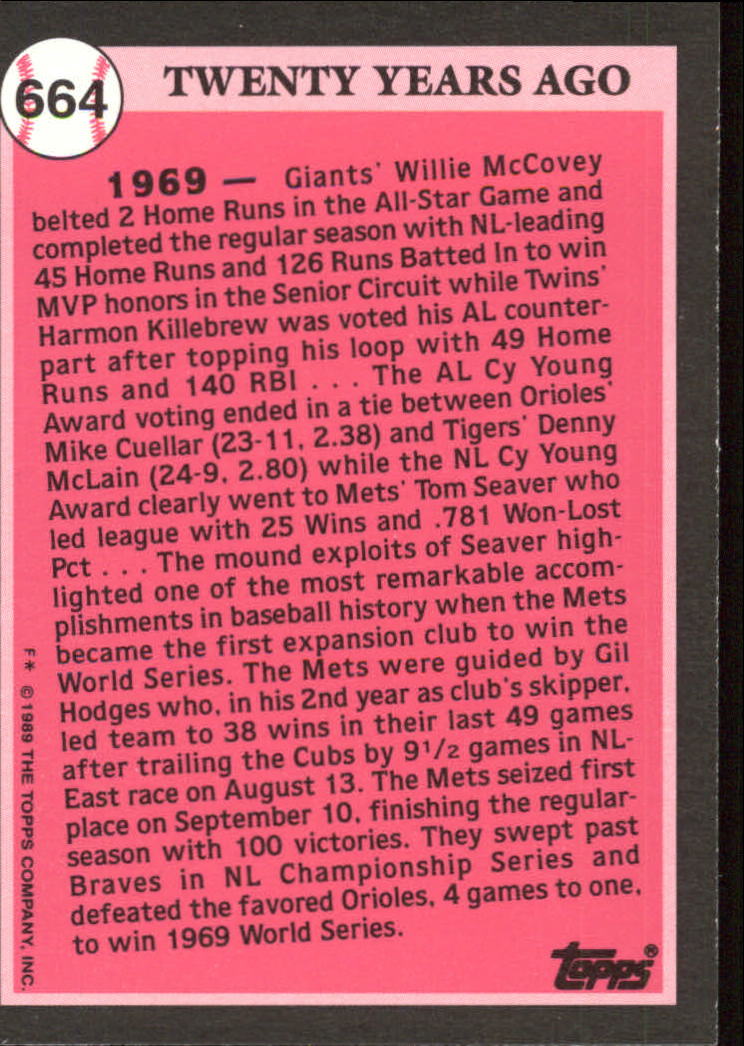 664
TWENTY YEARS AGO
1969 — Giants' Willie McCovey
belted 2 Home Runs in the All-Star Game and
completed the regular season with NL-leading
45 Home Runs and 126 Runs Batted In to win
MVP honors in the Senior Circuit while Twins'
Harmon Killebrew was voted his AL counter-
part after topping his loop with 49 Home
Runs and 140 RBI . . . The AL Cy Young
Award voting ended in a tie between Orioles'
Mike Cuellar (23-11, 2.38) and Tigers' Denny
McLain (24-9, 2.80) while the NL Cy Young
Award clearly went to Mets' Tom Seaver who
led league with 25 Wins and .781 Won-Lost
Pct . . . The mound exploits of Seaver high-
lighted one of the most remarkable accom-
plishments in baseball history when the Mets
became the first expansion club to win the
World Series. The Mets were guided by Gil
Hodges who, in his 2nd year as club's skipper,
led team to 38 wins in their last 49 games
after trailing the Cubs by 9 1/2 games in NL-
East race on August 13. The Mets seized first
place on September 10, finishing the regular-
season with 100 victories. They swept past
Braves in NL Championship Series and
defeated the favored Orioles, 4 games to one,
to win 1969 World Series.
F* © 1989 THE TOPPS COMPANY, INC.
topps®